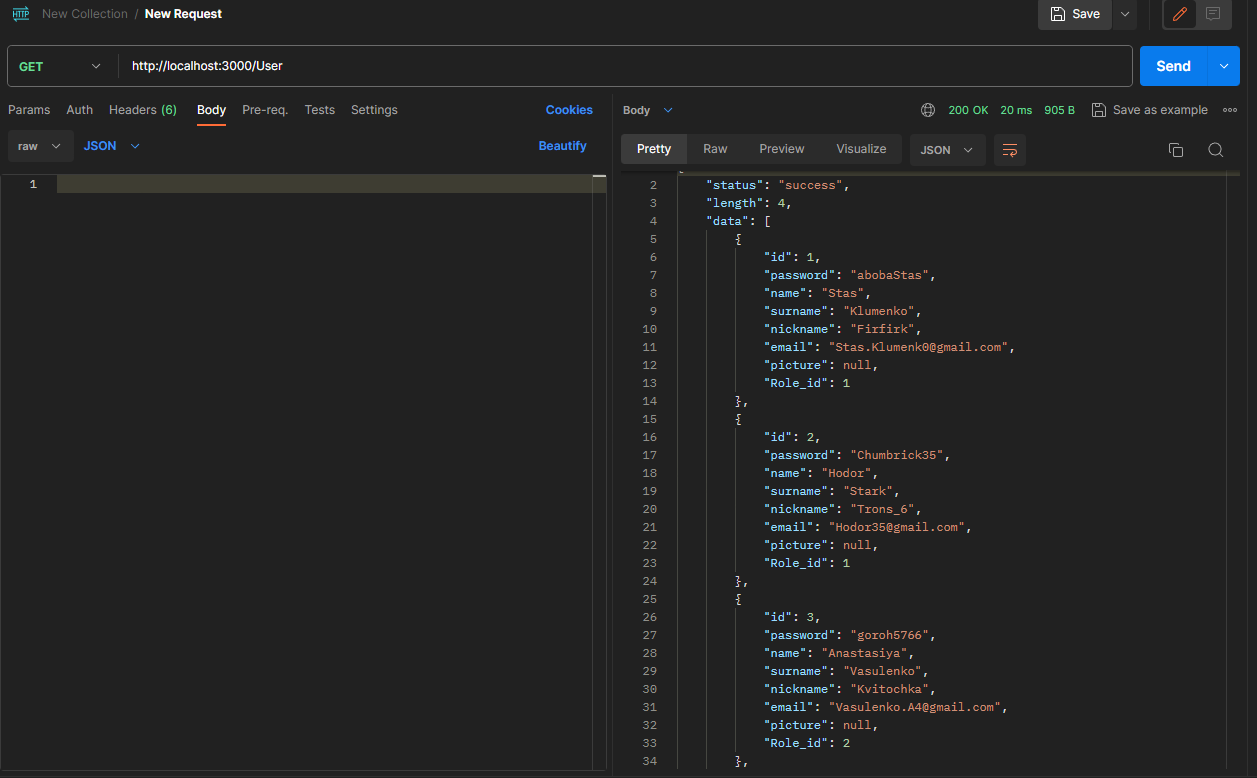 HTTP New Collection / New Request Save
GET http://localhost:3000/User Send
Params Auth Headers (6) Body Pre-req. Tests Settings Cookies
Body 200 OK 20 ms 905 B Save as example
raw JSON Beautify
Pretty Raw Preview Visualize JSON
1
2 "status": "success",
3 "length": 4,
4 "data": [
5 {
6 "id": 1,
7 "password": "abobaStas",
8 "name": "Stas",
9 "surname": "Klumenko",
10 "nickname": "Firfirk",
11 "email": "Stas.Klumenk0@gmail.com",
12 "picture": null,
13 "Role_id": 1
14 },
15 {
16 "id": 2,
17 "password": "Chumbrick35",
18 "name": "Hodor",
19 "surname": "Stark",
20 "nickname": "Trons_6",
21 "email": "Hodor35@gmail.com",
22 "picture": null,
23 "Role_id": 1
24 },
25 {
26 "id": 3,
27 "password": "goroh5766",
28 "name": "Anastasiya",
29 "surname": "Vasulenko",
30 "nickname": "Kvitochka",
31 "email": "Vasulenko.A4@gmail.com",
32 "picture": null,
33 "Role_id": 2
34 },